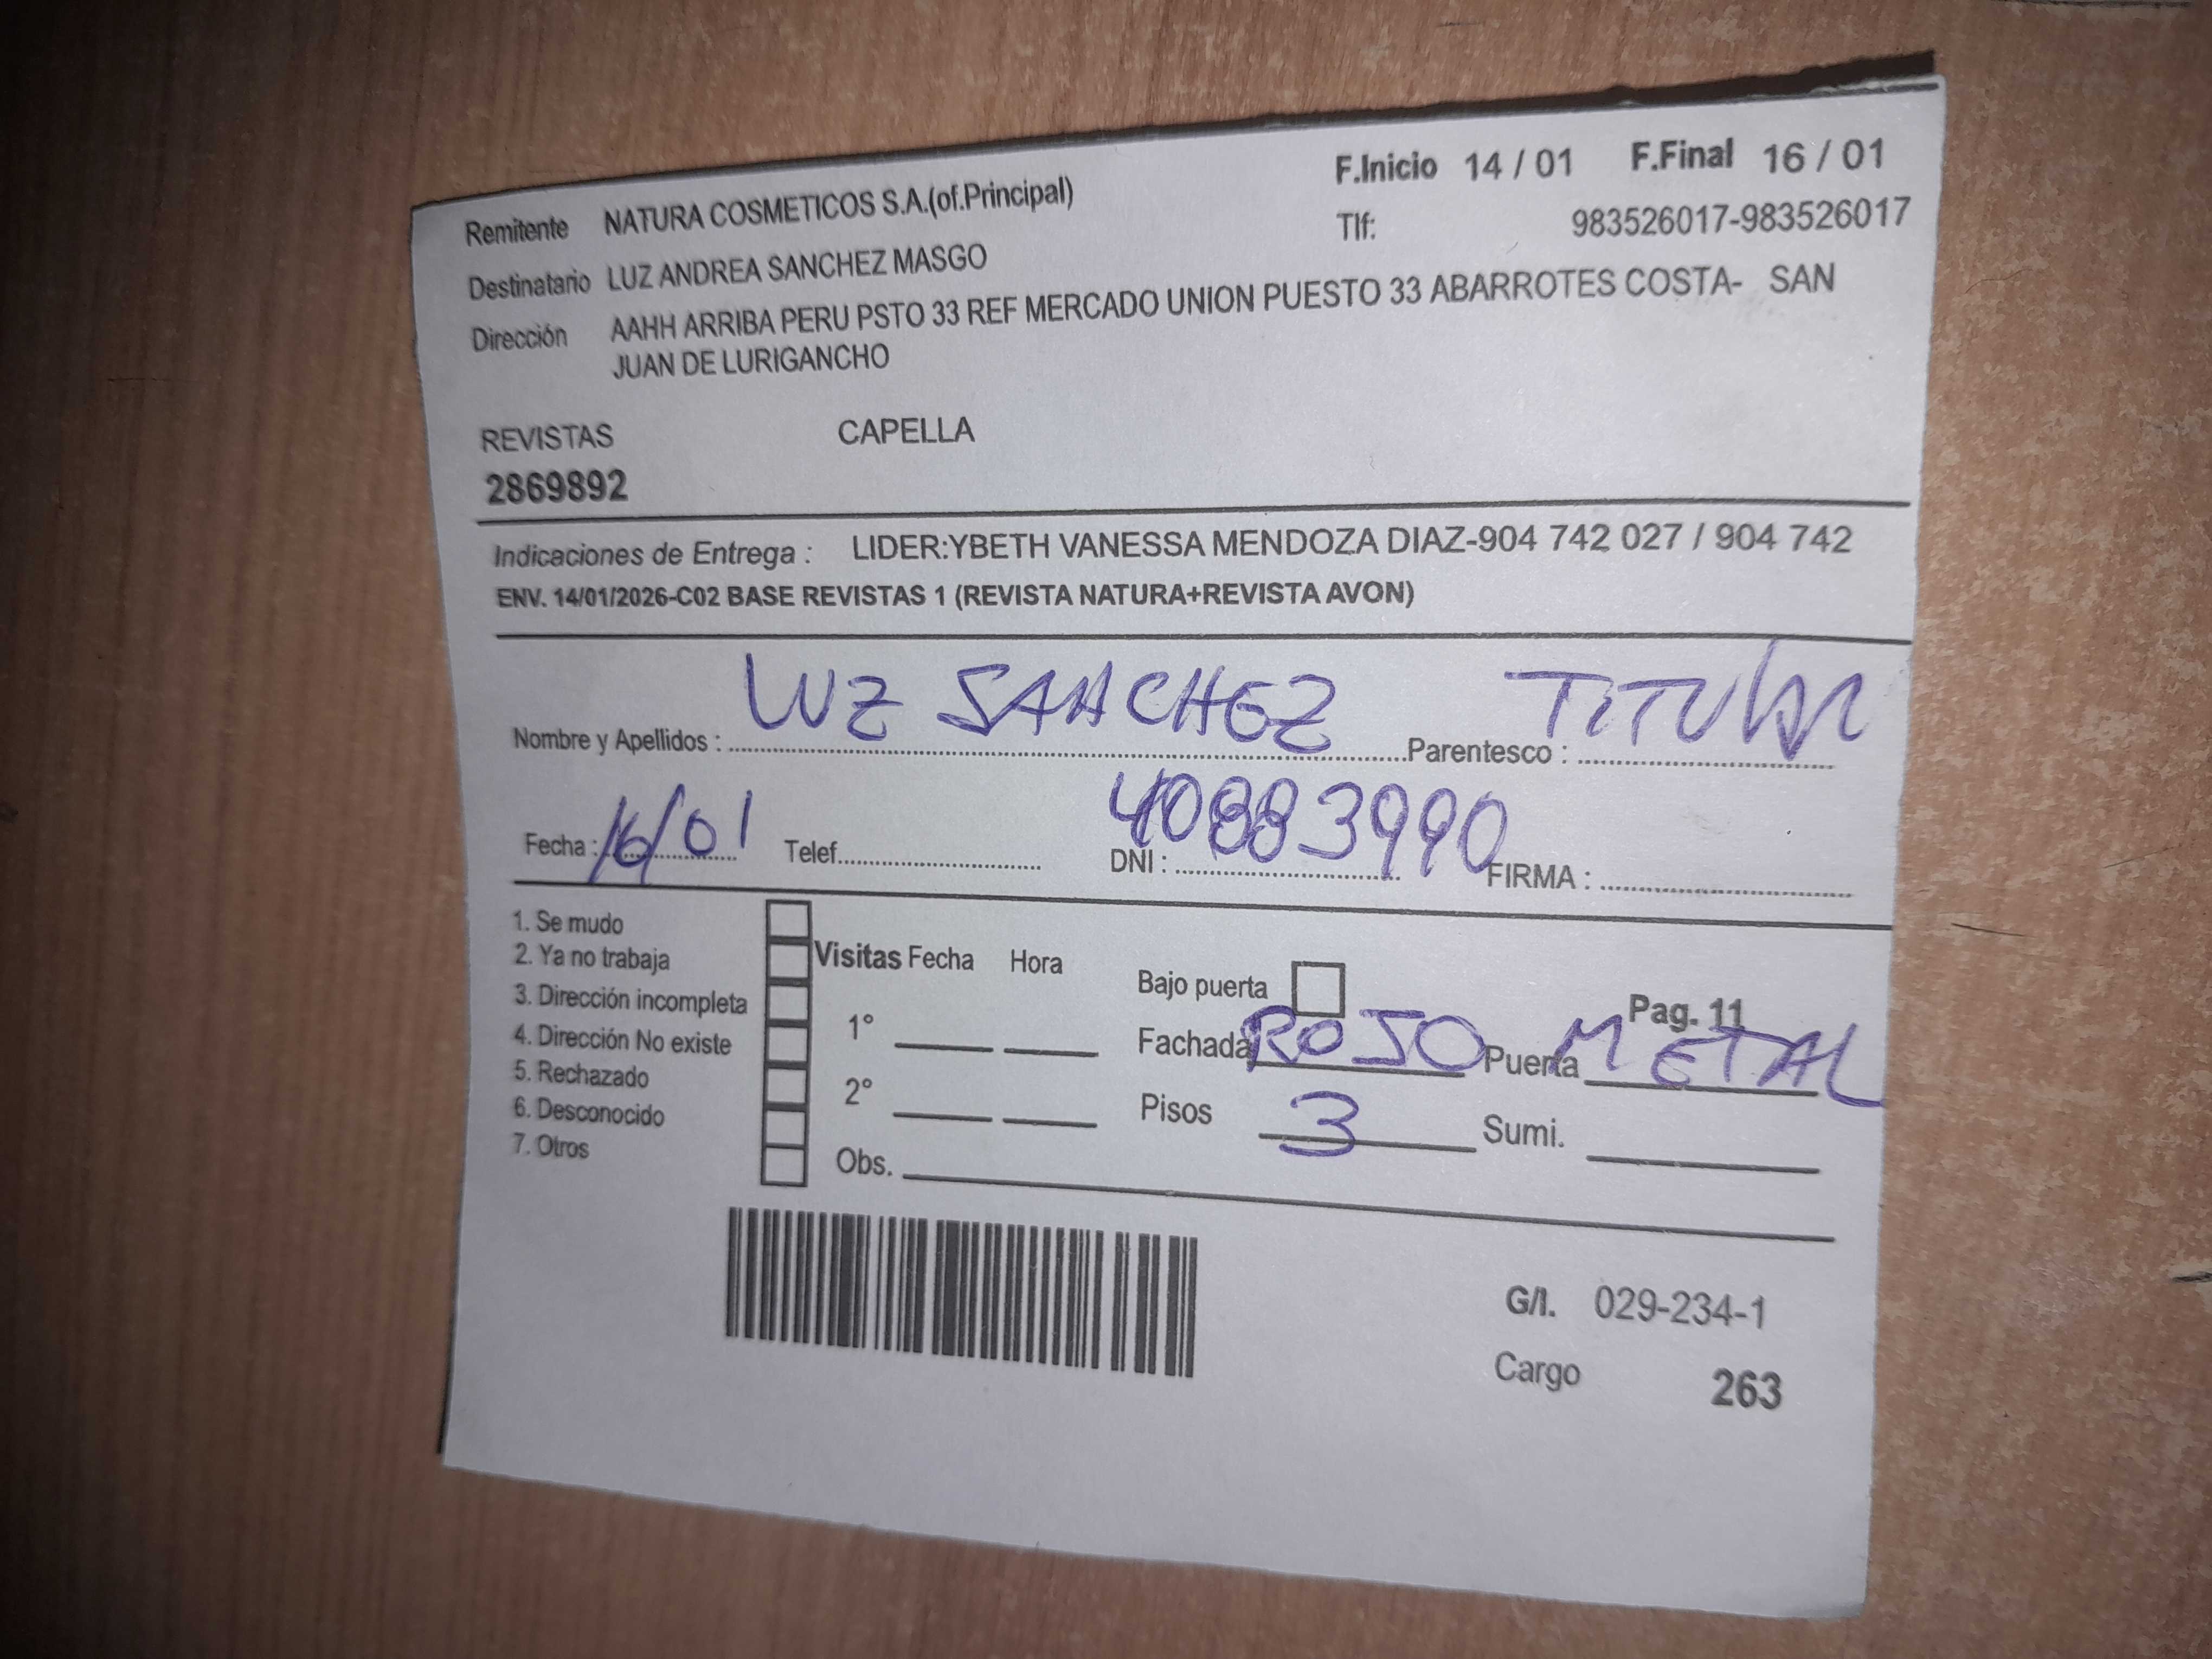 F.Inicio 14 / 01 F.Final 16 / 01
Remitente NATURA COSMETICOS S.A.(of.Principal) Tlf: 983526017-983526017
Destinatario LUZ ANDREA SANCHEZ MASGO
Dirección AAHH ARRIBA PERU PSTO 33 REF MERCADO UNION PUESTO 33 ABARROTES COSTA- SAN
JUAN DE LURIGANCHO
REVISTAS CAPELLA
2869892
Indicaciones de Entrega : LIDER:YBETH VANESSA MENDOZA DIAZ-904 742 027 / 904 742
ENV. 14/01/2026-C02 BASE REVISTAS 1 (REVISTA NATURA+REVISTA AVON)
Nombre y Apellidos : LUZ SANCHEZ Parentesco : TITULAR
Fecha : 16/01 Telef. DNI : 40883990 FIRMA :
1. Se mudo
2. Ya no trabaja Visitas Fecha Hora Bajo puerta
3. Dirección incompleta 1° Pag. 11
4. Dirección No existe Fachada ROJO Puerta METAL
5. Rechazado 2° Pisos 3 Sumi.
6. Desconocido
7. Otros Obs.
G/I. 029-234-1
Cargo 263